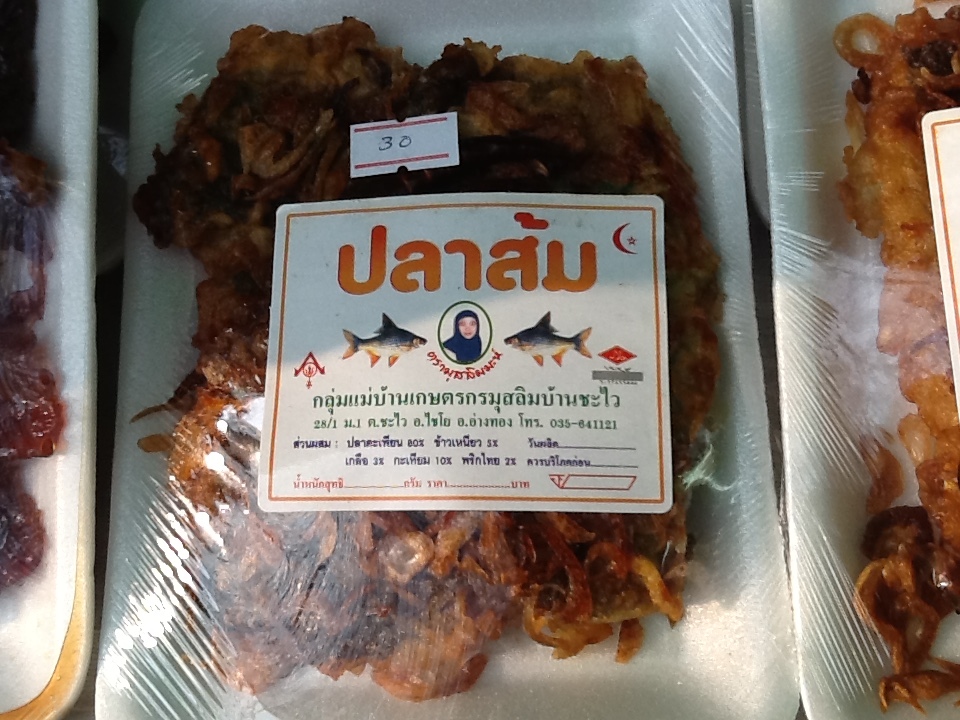 30
ปลาส้ม
ตรามุสลิมมะห์
กลุ่มแม่บ้านเกษตรกรมุสลิมบ้านชะไว
28/1 ม.1 ต.ชะไว อ.ไชโย จ.อ่างทอง โทร. 035-641121
ส่วนผสม : ปลาตะเพียน 80% ข้าวเหนียว 5% วันผลิต
เกลือ 3% กะเทียม 10% พริกไทย 2% ควรบริโภคก่อน
น้ำหนักสุทธิ กรัม ราคา บาท